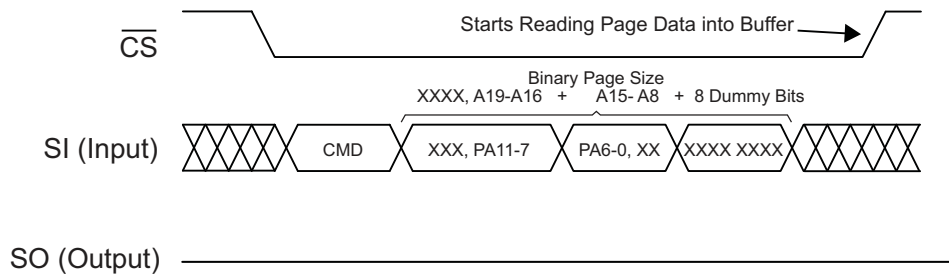 Starts Reading Page Data into Buffer
CS
Binary Page Size
XXXX, A19-A16 + A15- A8 + 8 Dummy Bits
SI (Input)
CMD
XXX, PA11-7
PA6-0, XX
XXXX XXXX
SO (Output)